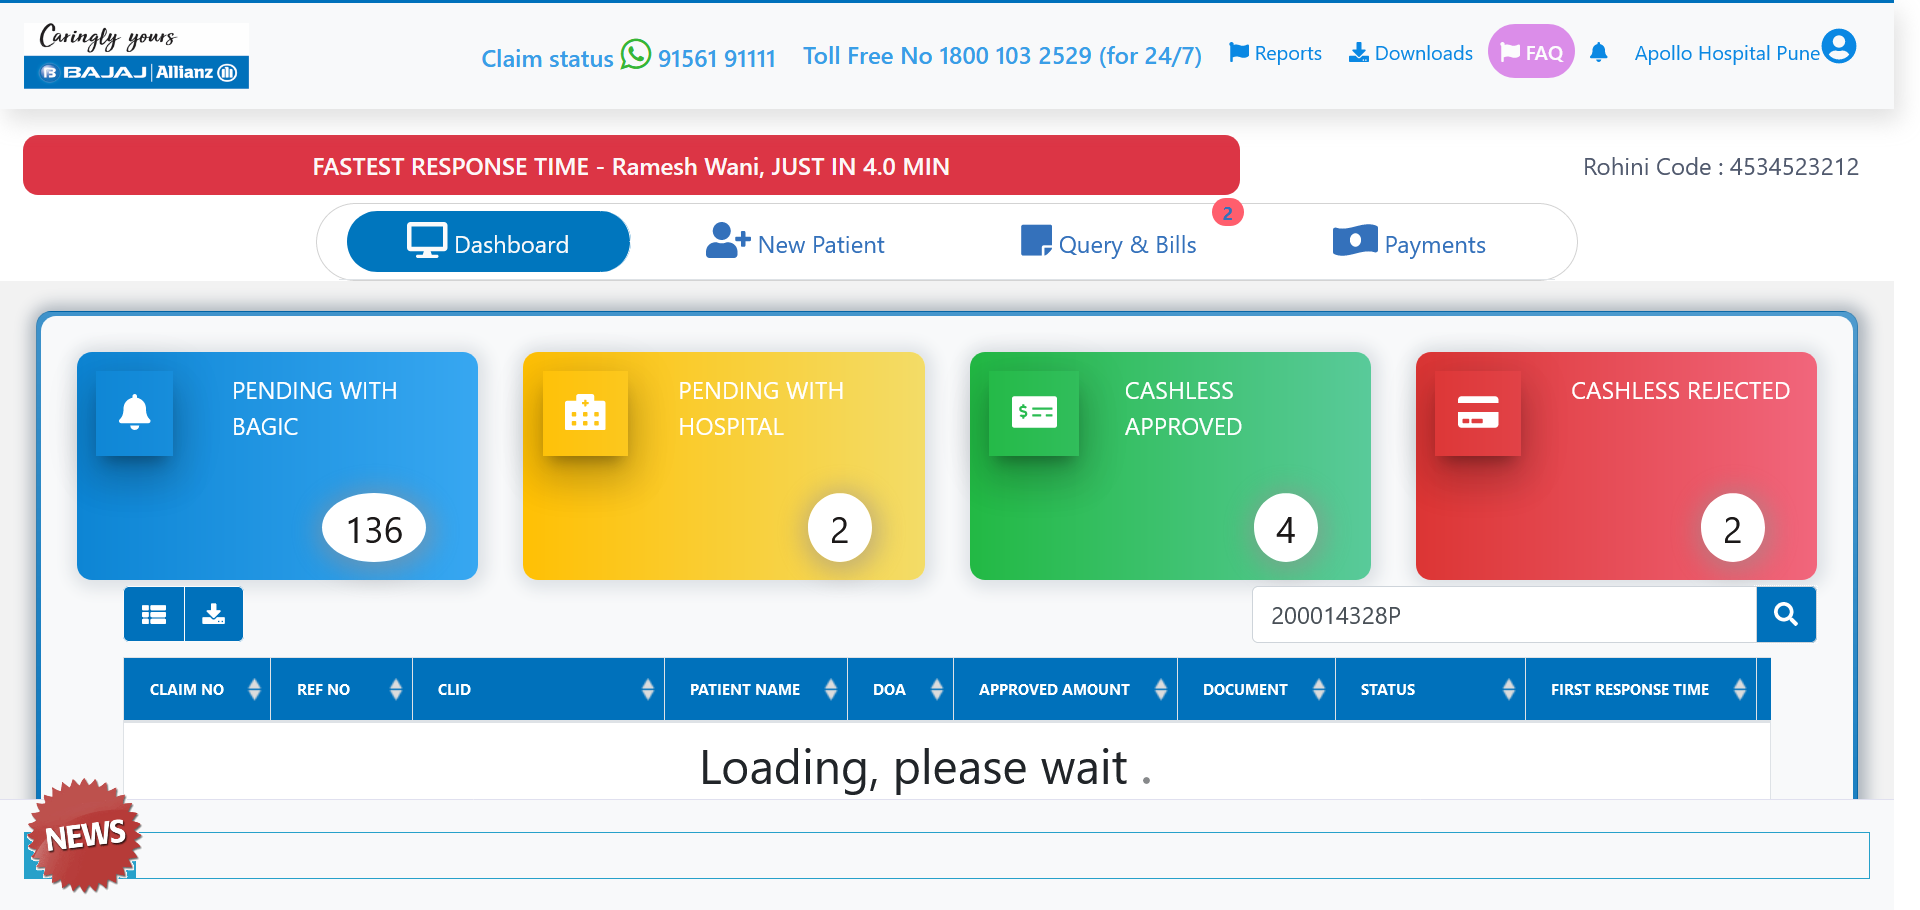 Caringly yours
BAJAJ | Allianz
Claim status 91561 91111
Toll Free No 1800 103 2529 (for 24/7)
Reports
Downloads
FAQ
Apollo Hospital Pune
FASTEST RESPONSE TIME - Ramesh Wani, JUST IN 4.0 MIN
Rohini Code : 4534523212
Dashboard
New Patient
Query & Bills
2
Payments
PENDING WITH
BAGIC
136
PENDING WITH
HOSPITAL
2
CASHLESS
APPROVED
4
CASHLESS REJECTED
2
200014328P
CLAIM NO
REF NO
CLID
PATIENT NAME
DOA
APPROVED AMOUNT
DOCUMENT
STATUS
FIRST RESPONSE TIME
Loading, please wait .
NEWS